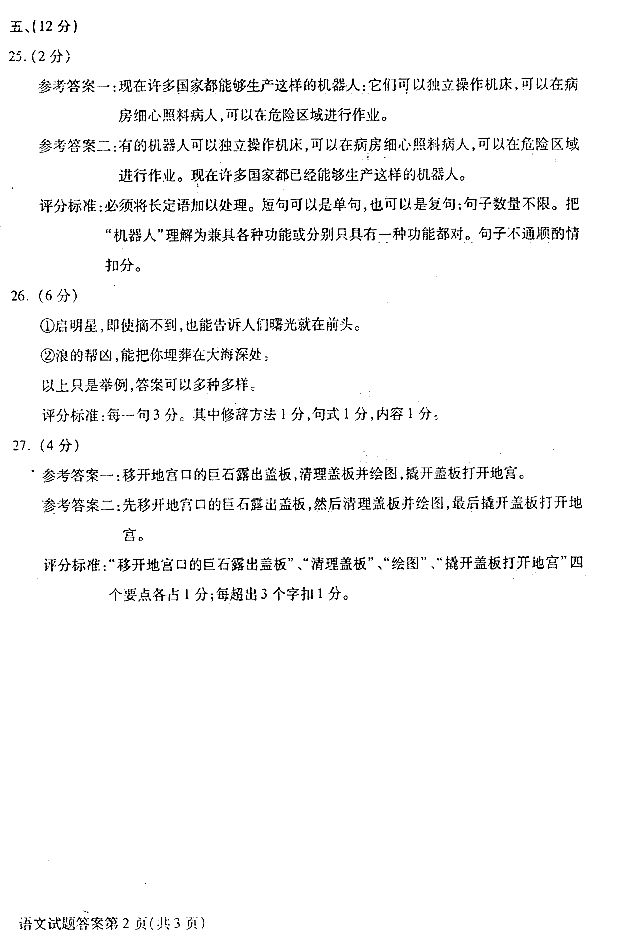 五、(12分)
25.(2分)
参考答案一:现在许多国家都能够生产这样的机器人:它们可以独立操作机床,可以在病
房细心照料病人,可以在危险区域进行作业。
参考答案二:有的机器人可以独立操作机床,可以在病房细心照料病人,可以在危险区域
进行作业。现在许多国家都已经能够生产这样的机器人。
评分标准:必须将长定语加以处理。短句可以是单句,也可以是复句;句子数量不限。把
“机器人”理解为兼具各种功能或分别只具有一种功能都对。句子不通顺酌情
扣分。
26.(6分)
①启明星,即使摘不到,也能告诉人们曙光就在前头。
②浪的帮凶,能把你埋葬在大海深处。
以上只是举例,答案可以多种多样。
评分标准:每一句3分。其中修辞方法1分,句式1分,内容1分。
27.(4分)
参考答案一:移开地宫口的巨石露出盖板,清理盖板并绘图,撬开盖板打开地宫。
参考答案二:先移开地宫口的巨石露出盖板,然后清理盖板并绘图,最后撬开盖板打开地
宫。
评分标准:“移开地宫口的巨石露出盖板”、“清理盖板”、“绘图”、“撬开盖板打开地宫”四
个要点各占1分;每超出3个字扣1分。
语文试题答案第2页(共3页)